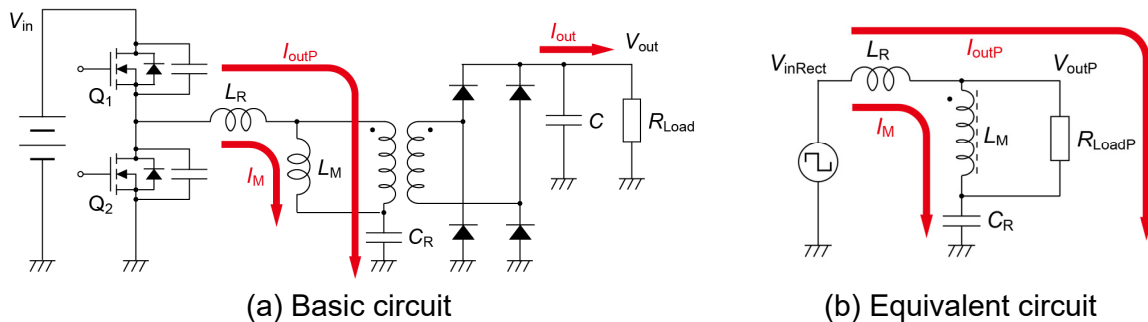 Vin
Q1
Q2
IoutP
LR
IM
LM
CR
Iout
Vout
C
RLoad
(a) Basic circuit
VinRect
LR
IoutP
VoutP
IM
LM
RLoadP
CR
(b) Equivalent circuit